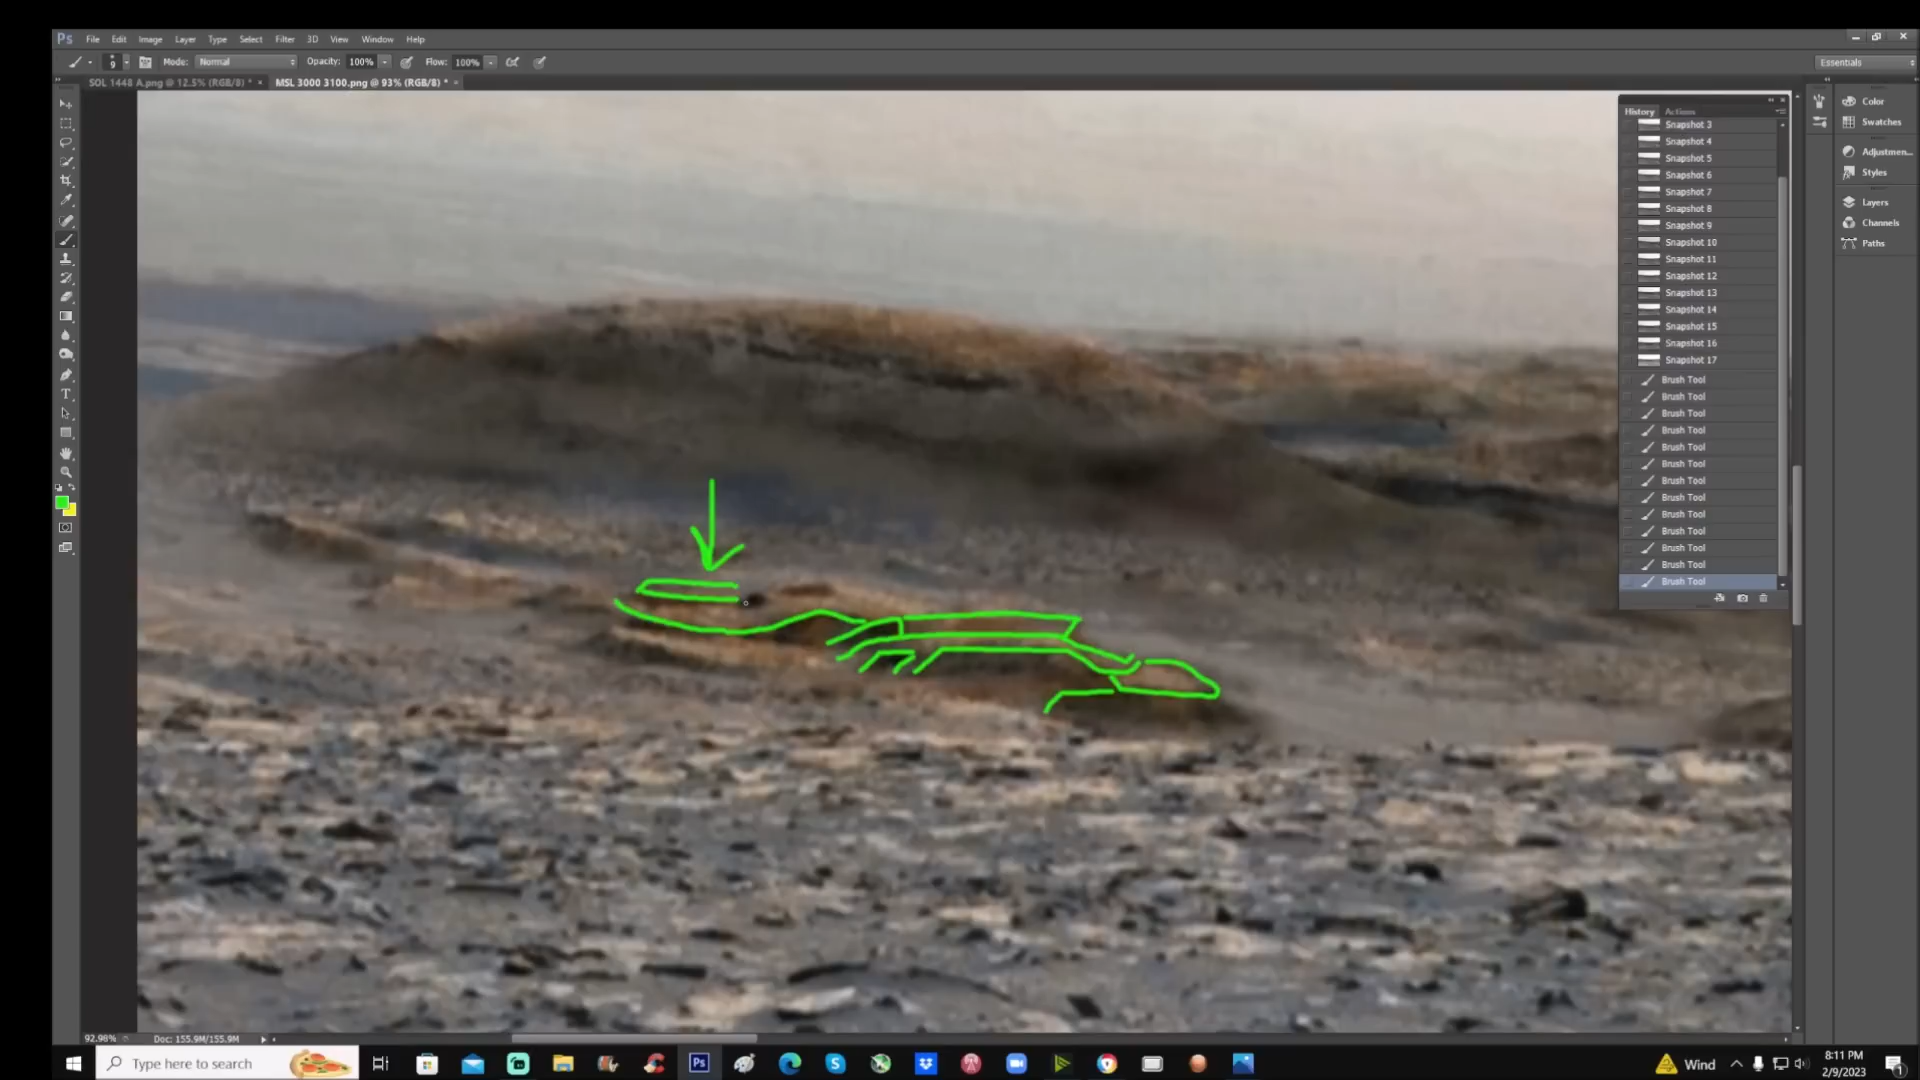 Ps File Edit Image Layer Type Select Filter 3D View Window Help
9 Mode: Normal Opacity: 100% Flow: 100% Essentials
SOL 1448 A.png @ 12.5% (RGB/8) * × MSL 3000 3100.png @ 93% (RGB/8) * ×
History Actions
Snapshot 3
Snapshot 4
Snapshot 5
Snapshot 6
Snapshot 7
Snapshot 8
Snapshot 9
Snapshot 10
Snapshot 11
Snapshot 12
Snapshot 13
Snapshot 14
Snapshot 15
Snapshot 16
Snapshot 17
Brush Tool
Brush Tool
Brush Tool
Brush Tool
Brush Tool
Brush Tool
Brush Tool
Brush Tool
Brush Tool
Brush Tool
Brush Tool
Brush Tool
Brush Tool
Color
Swatches
Adjustmen...
Styles
Layers
Channels
Paths
92.98% Doc: 155.9M/155.9M
Type here to search
Ps
Wind
8:11 PM
2/9/2023
1